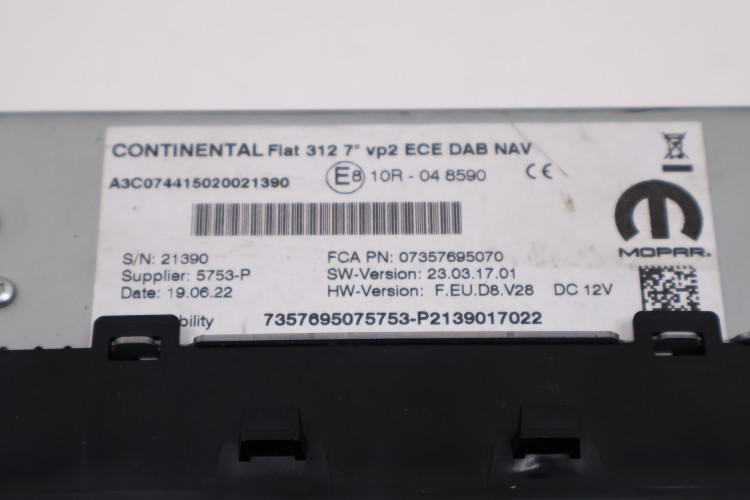 CONTINENTAL Fiat 312 7" vp2 ECE DAB NAV
A3C074415020021390
E8 10R - 04 8590
CE
MOPAR.
S/N: 21390
FCA PN: 07357695070
Supplier: 5753-P
SW-Version: 23.03.17.01
Date: 19.06.22
HW-Version: F.EU.D8.V28 DC 12V
7357695075753-P2139017022